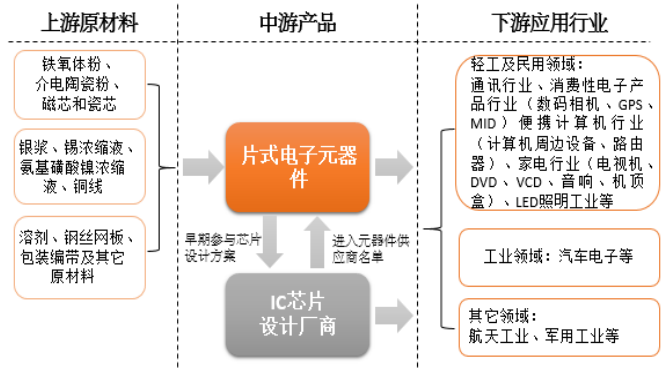 上游原材料
中游产品
下游应用行业
铁氧体粉、
介电陶瓷粉、
磁芯和瓷芯
银浆、锡浓缩液、
氨基磺酸镍浓缩
液、铜线
溶剂、钢丝网板、
包装编带及其它
原材料
片式电子元器
件
早期参与芯片
设计方案
进入元器件供
应商名单
IC芯片
设计厂商
轻工及民用领域：
通讯行业、消费性电子产
品行业（数码相机、GPS、
MID）便携计算机行业
（计算机周边设备、路由
器）、家电行业（电视机、
DVD、VCD、音响、机顶
盒）、LED照明工业等
工业领域：汽车电子等
其它领域：
航天工业、军用工业等